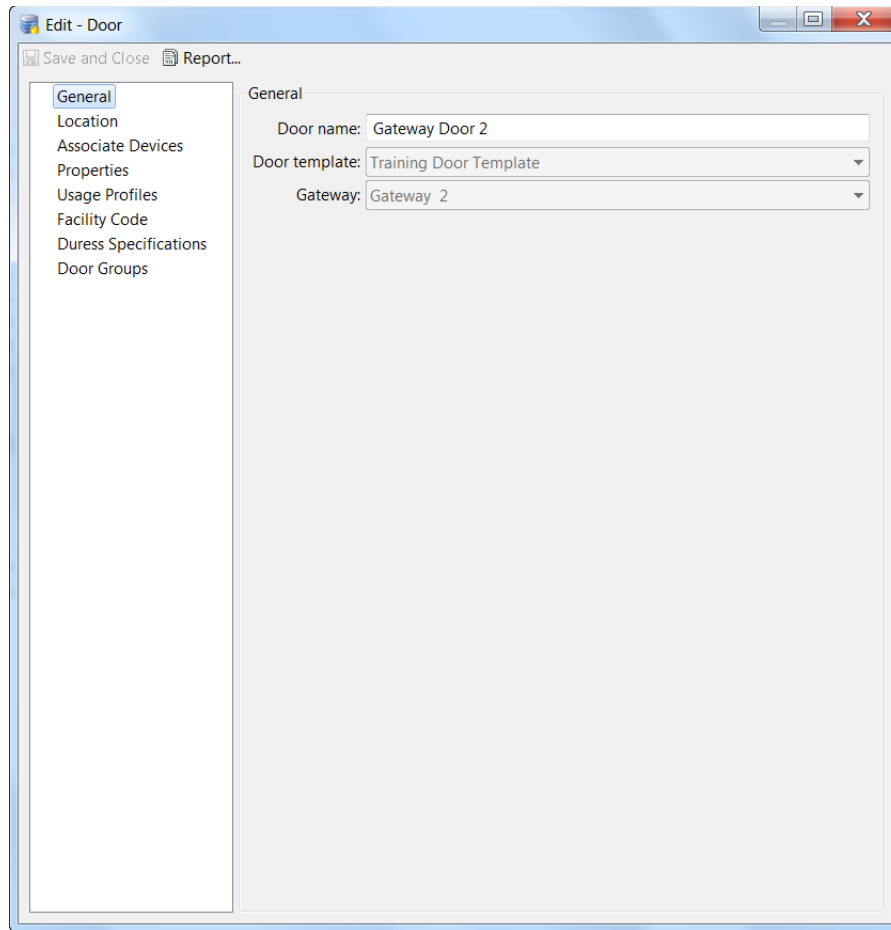 Edit - Door
Save and Close Report...
General
Location
Associate Devices
Properties
Usage Profiles
Facility Code
Duress Specifications
Door Groups
General
Door name: Gateway Door 2
Door template: Training Door Template
Gateway: Gateway  2